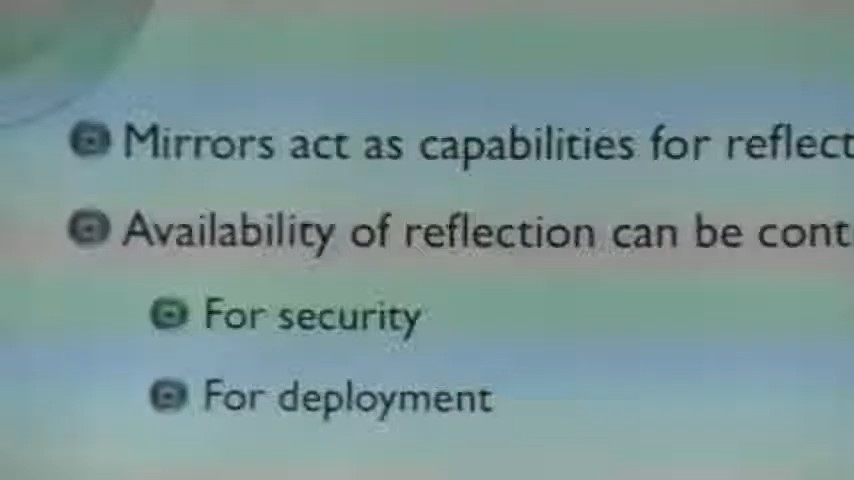 Mirrors act as capabilities for reflect
Availability of reflection can be cont
For security
For deployment